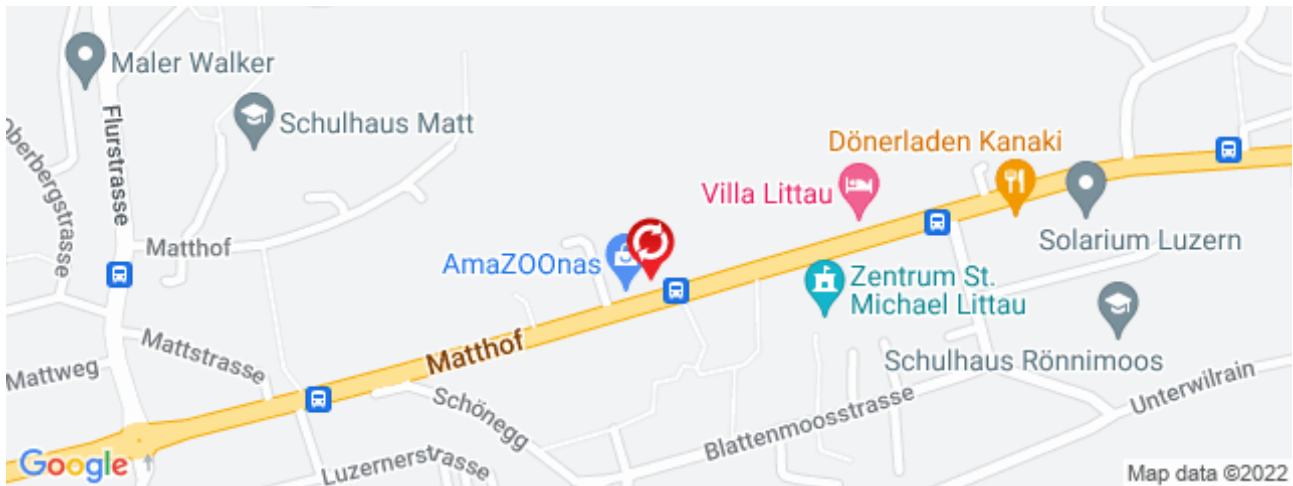 Maler Walker
Schulhaus Matt
Flurstrasse
oberbergstrasse
Dönerladen Kanaki
Villa Littau
Matthof
Solarium Luzern
AmaZOOnas
Zentrum St.
Michael Littau
Mattstrasse
Matthof
Schulhaus Rönnimoos
Mattweg
Schönegg
Unterwilrain
Blattenmoosstrasse
Luzernerstrasse
Google
Map data ©2022